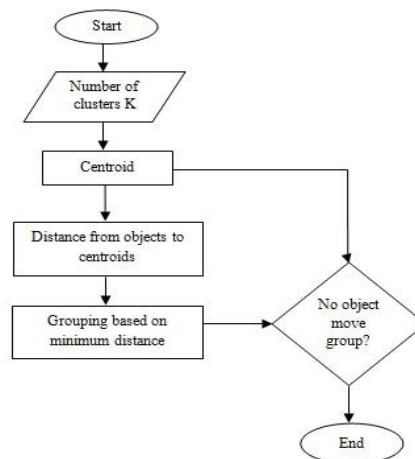 Start
Number of
clusters K
Centroid
Distance from objects to
centroids
Grouping based on
minimum distance
No object
move
group?
End